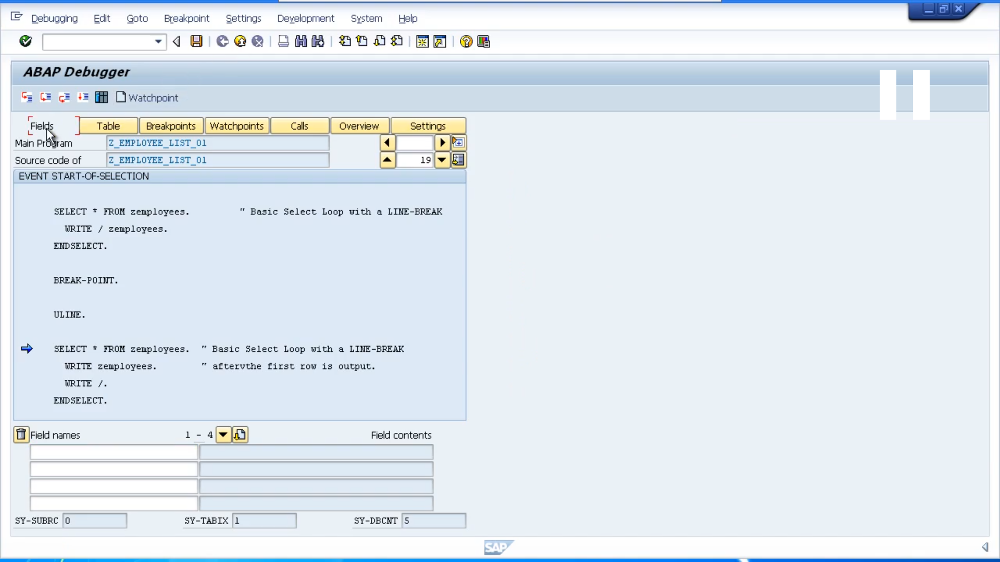 Debugging Edit Goto Breakpoint Settings Development System Help
ABAP Debugger
Watchpoint
Fields Table Breakpoints Watchpoints Calls Overview Settings
Main Program Z_EMPLOYEE_LIST_01
Source code of Z_EMPLOYEE_LIST_01 19
EVENT START-OF-SELECTION
SELECT * FROM zemployees. " Basic Select Loop with a LINE-BREAK
WRITE / zemployees.
ENDSELECT.
BREAK-POINT.
ULINE.
SELECT * FROM zemployees. " Basic Select Loop with a LINE-BREAK
WRITE zemployees. " aftervthe first row is output.
WRITE /.
ENDSELECT.
Field names 1 - 4 Field contents
SY-SUBRC 0 SY-TABIX 1 SY-DBCNT 5
SAP